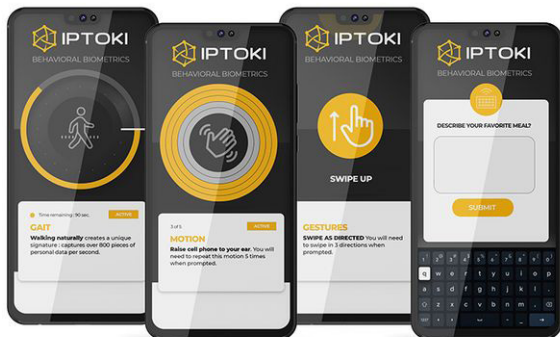 IPTOKI
BEHAVIORAL BIOMETRICS
Time remaining : 90 sec.
ACTIVE
GAIT
Walking naturally creates a unique
signature : captures over 800 pieces of
personal data per second.
IPTOKI
BEHAVIORAL BIOMETRICS
3 of 5
ACTIVE
MOTION
Raise cell phone to your ear. You will
need to repeat this motion 5 times
when prompted.
IPTOKI
BEHAVIORAL BIOMETRICS
SWIPE UP
GESTURES
SWIPE AS DIRECTED You will need
to swipe in 3 directions when
prompted.
IPTOKI
BEHAVIORAL BIOMETRICS
DESCRIBE YOUR FAVORITE MEAL?
SUBMIT
q w e r t y u i o p
a s d f g h j k l
z x c v b n m